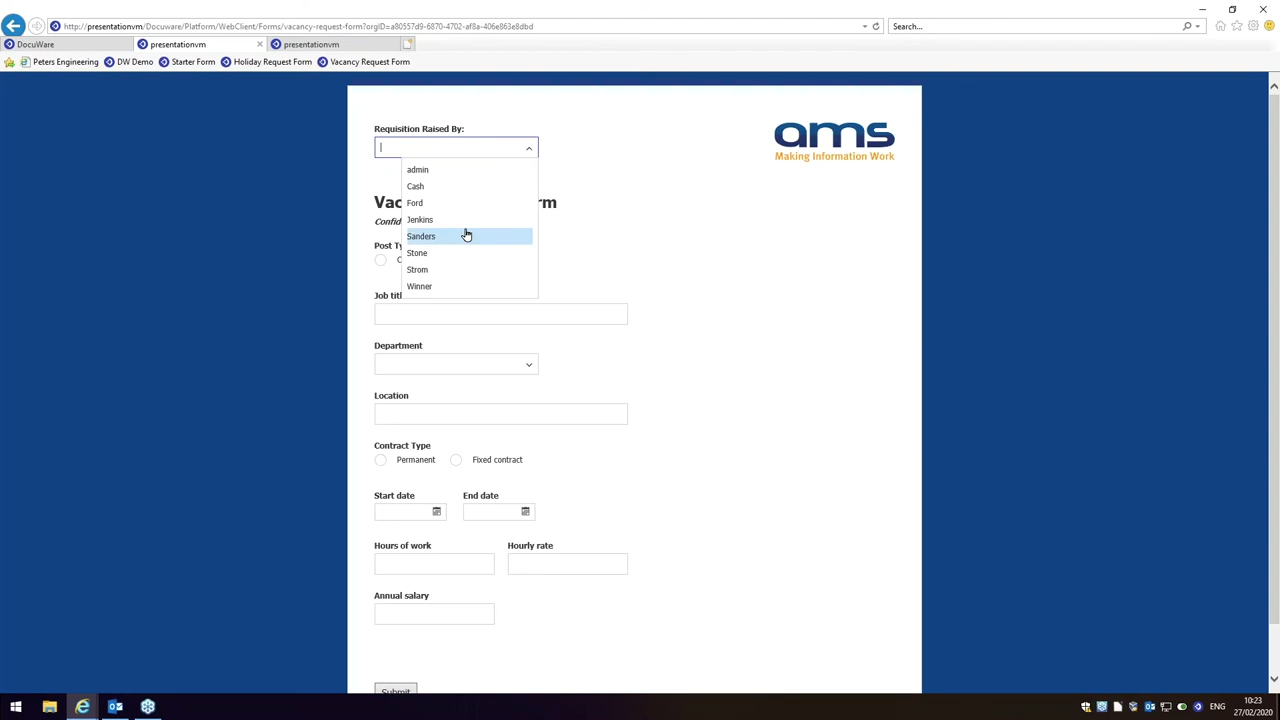 http://presentationvm/Docuware/Platform/WebClient/Forms/vacancy-request-form?orgID=a80557d9-6870-4702-af8a-406e863e8dbd
Search...
DocuWare
presentationvm
presentationvm
Peters Engineering
DW Demo
Starter Form
Holiday Request Form
Vacancy Request Form
Requisition Raised By:
ams
Making Information Work
admin
Cash
Ford
Jenkins
Sanders
Stone
Strom
Winner
Vac
rm
Confid
Post Ty
C
Job titl
Department
Location
Contract Type
Permanent
Fixed contract
Start date
End date
Hours of work
Hourly rate
Annual salary
Submit
ENG
10:23
27/02/2020